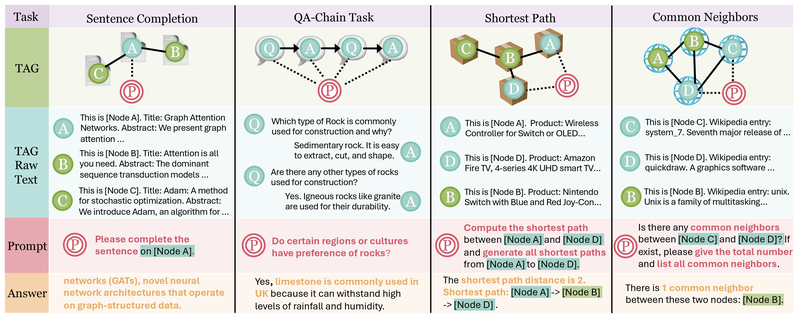 Task
Sentence Completion
QA-Chain Task
Shortest Path
Common Neighbors
TAG
A
B
C
P
Q
A
Q
A
P
C
B
A
D
P
A
B
C
D
P
TAG
Raw
Text
A
This is [Node A]. Title: Graph Attention
Networks. Abstract: We present graph
attention ...
B
This is [Node B]. Title: Attention is all
you need. Abstract: The dominant
sequence transduction models ...
C
This is [Node C]. Title: Adam: A method
for stochastic optimization. Abstract:
We introduce Adam, an algorithm for ...
Q
Which type of Rock is commonly
used for construction and why?
Sedimentary rock. It is easy
to extract, cut, and shape.
A
Q
Are there any other types of rocks
used for construction?
Yes. Igneous rocks like granite
are used for their durability.
A
A
This is [Node A]. Product: Wireless
Controller for Switch or OLED...
D
This is [Node D]. Product: Amazon
Fire TV, 4-series 4K UHD smart TV...
B
This is [Node B]. Product: Nintendo
Switch with Blue and Red Joy-Con...
C
This is [Node C]. Wikipedia entry:
system_7. Seventh major release of ...
D
This is [Node D]. Wikipedia entry:
quickdraw. A graphics software ...
B
This is [Node B]. Wikipedia entry: unix.
Unix is a family of multitasking...
Prompt
P
Please complete the
sentence on [Node A].
P
Do certain regions or cultures
have preference of rocks?
P
Compute the shortest path
between [Node A] and [Node D]
and generate all shortest paths
from [Node A] to [Node D].
P
Is there any common neighbors
between [Node C] and [Node D]? If
exist, please give the total number
and list all common neighbors.
Answer
networks (GATs), novel neural
network architectures that operate
on graph-structured data.
Yes, limestone is commonly used in
UK because it can withstand high
levels of rainfall and humidity.
The shortest path distance is 2.
Shortest path: [Node A] -> [Node B]
-> [Node D].
There is 1 common neighbor
between these two nodes: [Node B].